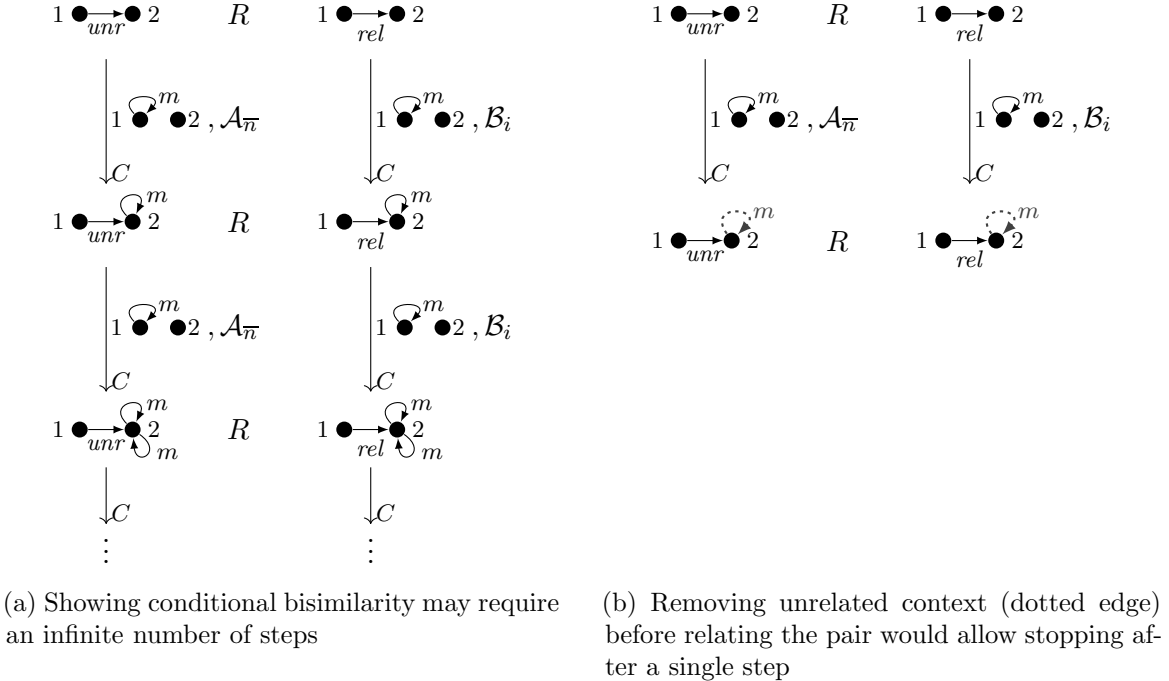 1 2 R 1 2
unr rel
1 m 2 , 𝒜_n̅ 1 m 2 , ℬ_i
C C
1 m 2 R 1 m 2
unr rel
1 m 2 , 𝒜_n̅ 1 m 2 , ℬ_i
C C
1 m 2 R 1 m 2
unr m rel m
C C
⋮ ⋮
(a) Showing conditional bisimilarity may require
an infinite number of steps
1 2 R 1 2
unr rel
1 m 2 , 𝒜_n̅ 1 m 2 , ℬ_i
C C
1 m 2 R 1 m 2
unr rel
(b) Removing unrelated context (dotted edge)
before relating the pair would allow stopping af-
ter a single step